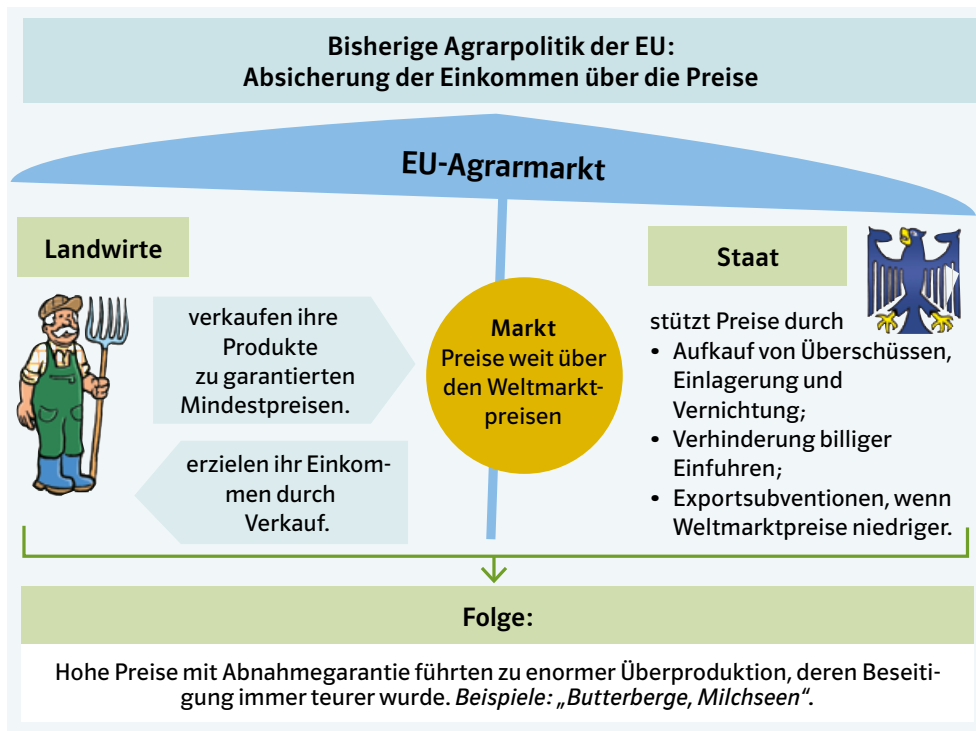 Bisherige Agrarpolitik der EU:
Absicherung der Einkommen über die Preise
EU-Agrarmarkt
Landwirte
verkaufen ihre
Produkte
zu garantierten
Mindestpreisen.
erzielen ihr Einkom-
men durch
Verkauf.
Markt
Preise weit über
den Weltmarkt-
preisen
Staat
stützt Preise durch
• Aufkauf von Überschüssen,
Einlagerung und
Vernichtung;
• Verhinderung billiger
Einfuhren;
• Exportsubventionen, wenn
Weltmarktpreise niedriger.
Folge:
Hohe Preise mit Abnahmegarantie führten zu enormer Überproduktion, deren Beseiti-
gung immer teurer wurde. Beispiele: „Butterberge, Milchseen“.